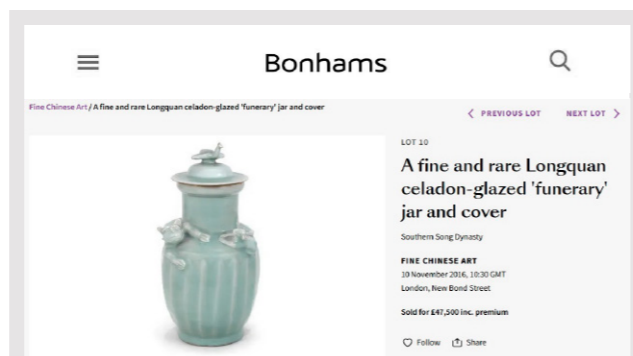 Bonhams
Fine Chinese Art / A fine and rare Longquan celadon-glazed 'funerary' jar and cover
PREVIOUS LOT
NEXT LOT
LOT 10
A fine and rare Longquan
celadon-glazed 'funerary'
jar and cover
Southern Song Dynasty
FINE CHINESE ART
10 November 2016, 10:30 GMT
London, New Bond Street
Sold for £47,500 inc. premium
Follow
Share